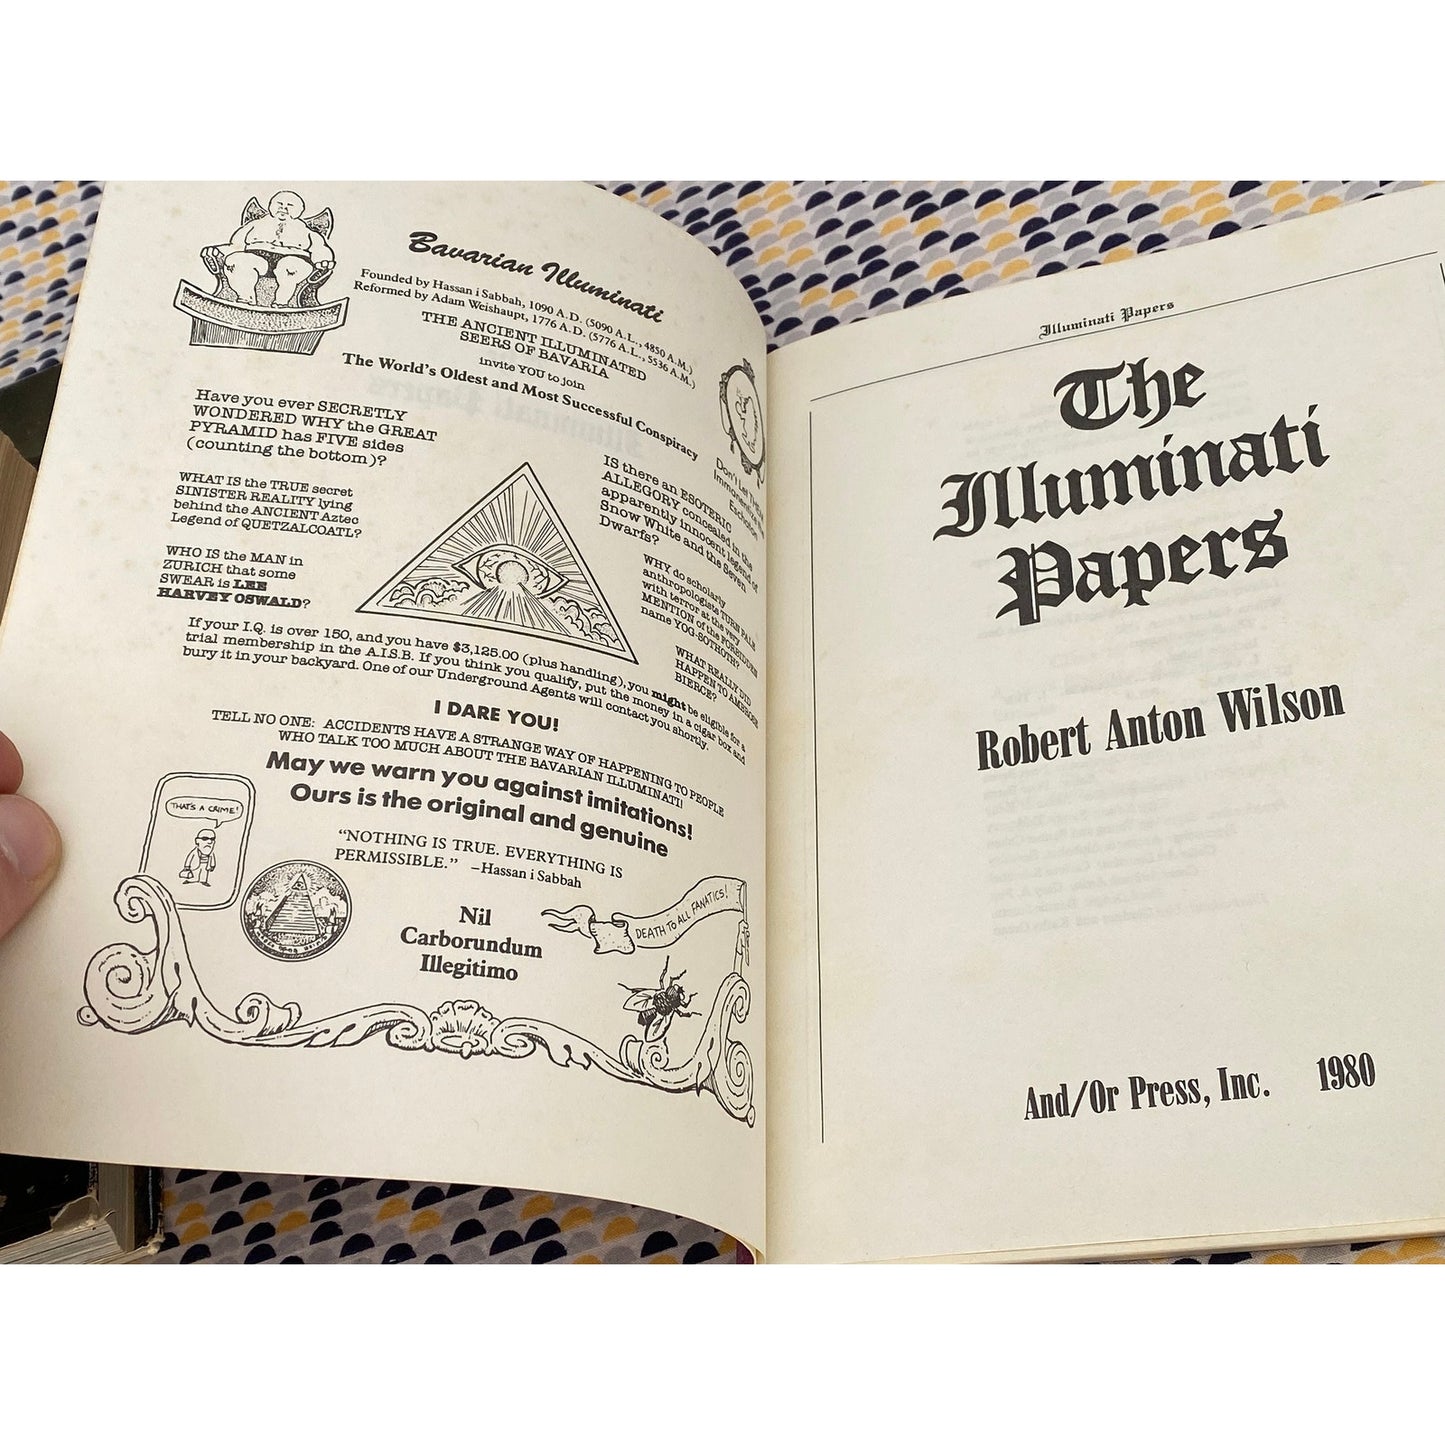 Bavarian Illuminati
Founded by Hassan i Sabbah, 1090 A.D. (5090 A.L., 4850 A.M.)
Reformed by Adam Weishaupt, 1776 A.D. (5776 A.L., 5536 A.M.)
THE ANCIENT ILLUMINATED
SEERS OF BAVARIA
invite YOU to join
The World's Oldest and Most Successful Conspiracy
Have you ever SECRETLY
WONDERED WHY the GREAT
PYRAMID has FIVE sides
(counting the bottom)?
WHAT IS the TRUE secret
SINISTER REALITY lying
behind the ANCIENT Aztec
Legend of QUETZALCOATL?
WHO IS the MAN in
ZURICH that some
SWEAR is LEE
HARVEY OSWALD?
Don't Let
Immanentize
Eschaton
IS there an ESOTERIC
ALLEGORY concealed in the
apparently innocent legend of
Snow White and the Seven
Dwarfs?
WHY do scholarly
anthropologists TURN PALE
with terror at the very
MENTION of the FORBIDDEN
name YOG-SOTHOTH?
WHAT REALLY DID
HAPPEN TO AMBROSE
BIERCE?
If your I.Q. is over 150, and you have $3,125.00 (plus handling), you might be eligible for a
trial membership in the A.I.S.B. If you think you qualify, put the money in a cigar box and
bury it in your backyard. One of our Underground Agents will contact you shortly.
I DARE YOU!
TELL NO ONE: ACCIDENTS HAVE A STRANGE WAY OF HAPPENING TO PEOPLE
WHO TALK TOO MUCH ABOUT THE BAVARIAN ILLUMINATI!
May we warn you against imitations!
Ours is the original and genuine
"NOTHING IS TRUE. EVERYTHING IS
PERMISSIBLE." –Hassan i Sabbah
THAT'S A CRIME!
Nil
Carborundum
Illegitimo
DEATH TO ALL FANATICS!
Illuminati Papers
The
Illuminati
Papers
Robert Anton Wilson
And/Or Press, Inc. 1980